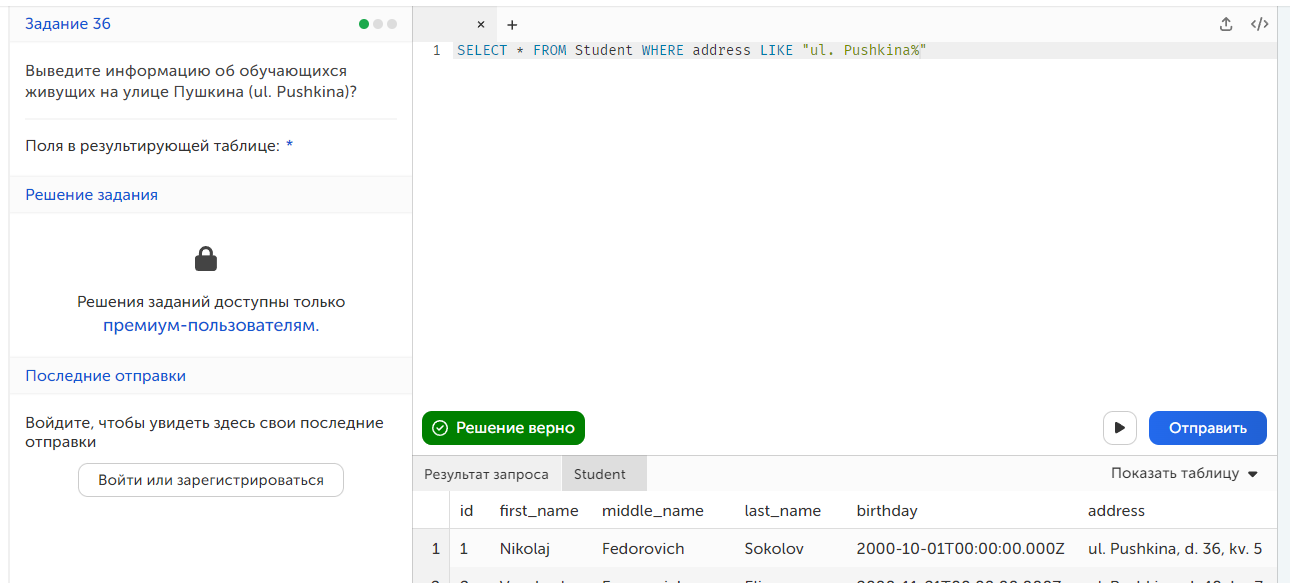 Задание 36
Выведите информацию об обучающихся
живущих на улице Пушкина (ul. Pushkina)?
Поля в результирующей таблице: *
Решение задания
Решения заданий доступны только
премиум-пользователям.
Последние отправки
Войдите, чтобы увидеть здесь свои последние
отправки
Войти или зарегистрироваться
× +
</>
1 SELECT * FROM Student WHERE address LIKE "ul. Pushkina%"
Решение верно
Отправить
Результат запроса Student Показать таблицу
id first_name middle_name last_name birthday address
1 1 Nikolaj Fedorovich Sokolov 2000-10-01T00:00:00.000Z ul. Pushkina, d. 36, kv. 5